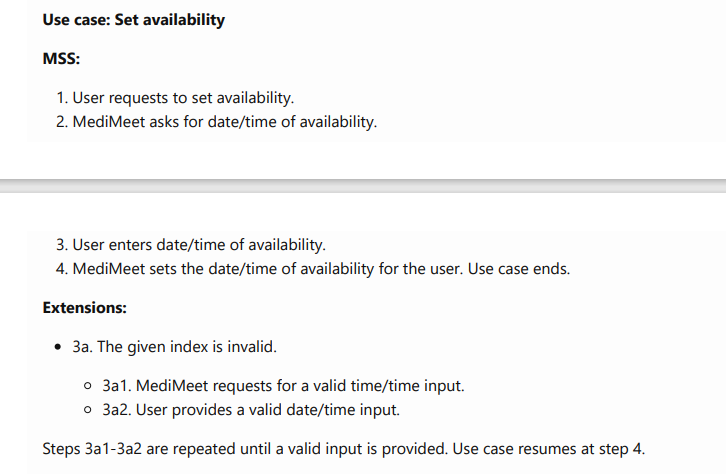 Use case: Set availability
MSS:
1. User requests to set availability.
2. MediMeet asks for date/time of availability.
3. User enters date/time of availability.
4. MediMeet sets the date/time of availability for the user. Use case ends.
Extensions:
• 3a. The given index is invalid.
○ 3a1. MediMeet requests for a valid time/time input.
○ 3a2. User provides a valid date/time input.
Steps 3a1-3a2 are repeated until a valid input is provided. Use case resumes at step 4.